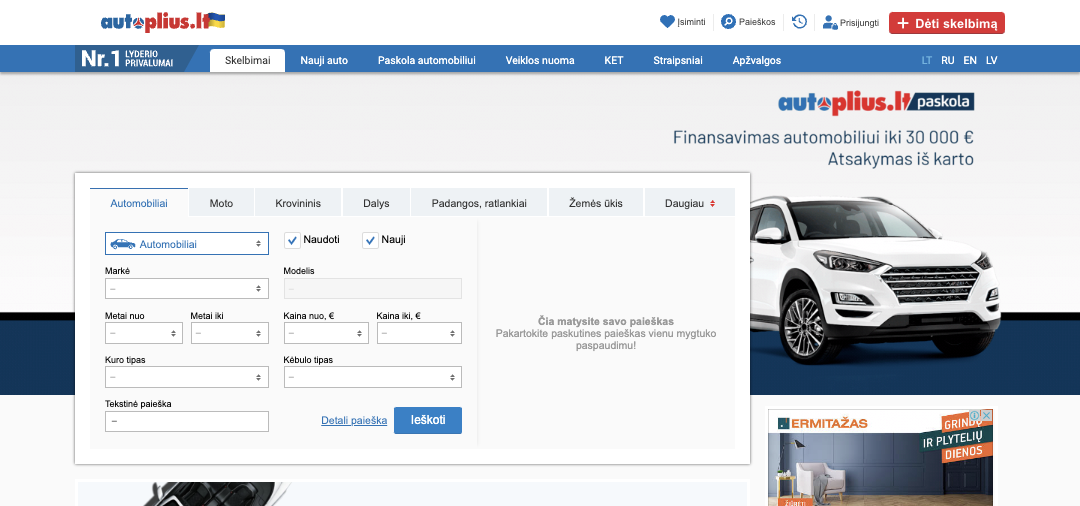 autoplius.lt
Įsiminti
Paieškos
Prisijungti
+ Dėti skelbimą
Nr.1 LYDERIO
PRIVALUMAI
Skelbimai
Nauji auto
Paskola automobiliui
Veiklos nuoma
KET
Straipsniai
Apžvalgos
LT RU EN LV
autoplius.lt paskola
Finansavimas automobiliui iki 30 000 €
Atsakymas iš karto
Automobiliai
Moto
Krovininis
Dalys
Padangos, ratlankiai
Žemės ūkis
Daugiau
Automobiliai
Naudoti
Nauji
Markė
Modelis
–
–
Metai nuo
Metai iki
Kaina nuo, €
Kaina iki, €
–
–
–
–
Kuro tipas
Kėbulo tipas
–
–
Tekstinė paieška
–
Detali paieška
Ieškoti
Čia matysite savo paieškas
Pakartokite paskutines paieškas vienu mygtuko
paspaudimu!
ERMITAŽAS
GRINDŲ
IR PLYTELIŲ
DIENOS